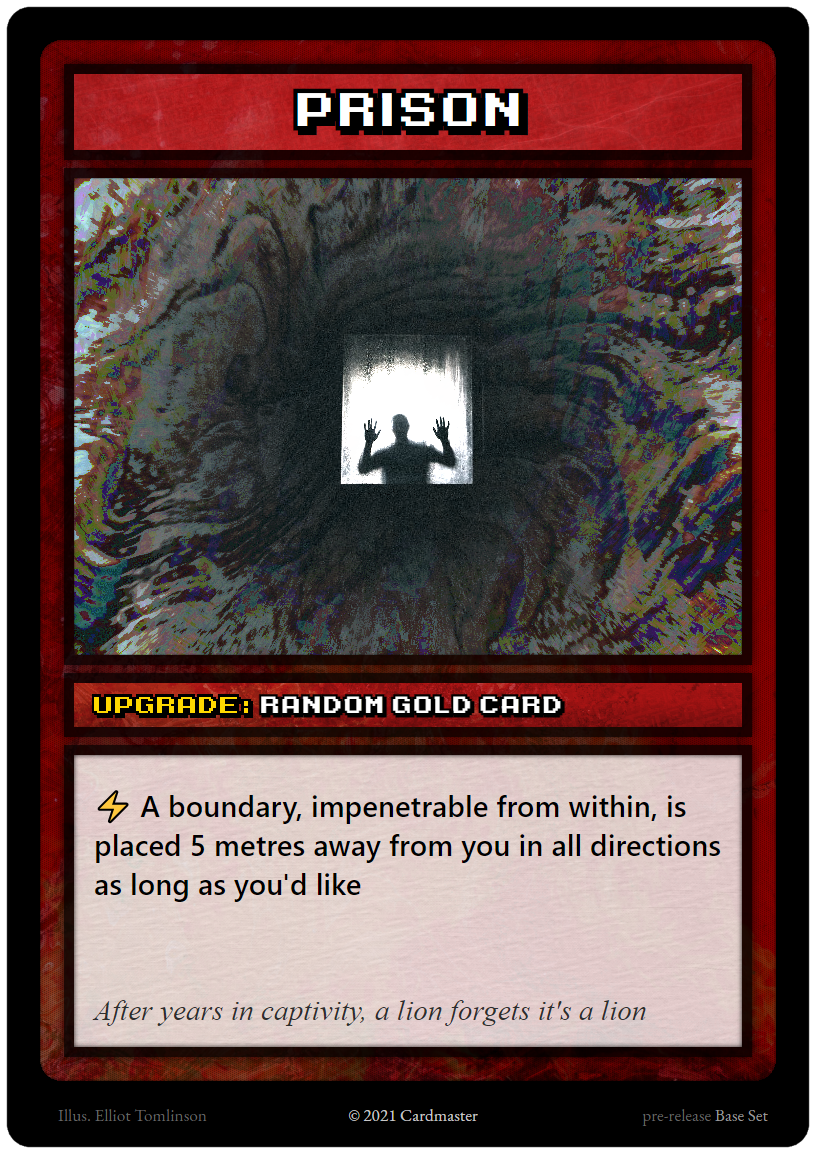 PRISON
UPGRADE: RANDOM GOLD CARD
⚡ A boundary, impenetrable from within, is
placed 5 metres away from you in all directions
as long as you'd like
After years in captivity, a lion forgets it's a lion
Illus. Elliot Tomlinson © 2021 Cardmaster pre-release Base Set